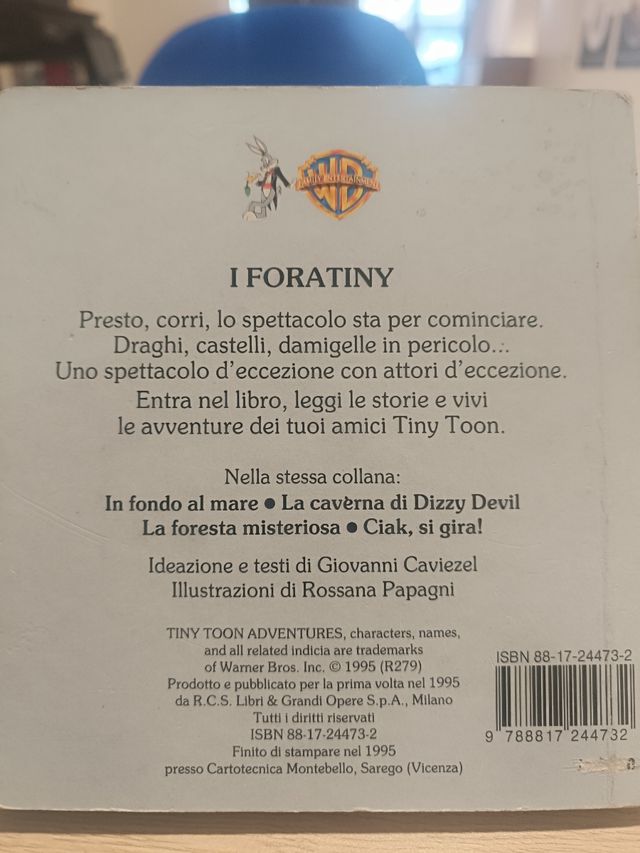 FAMILY ENTERTAINMENT
I FORATINY
Presto, corri, lo spettacolo sta per cominciare.
Draghi, castelli, damigelle in pericolo...
Uno spettacolo d'eccezione con attori d'eccezione.
Entra nel libro, leggi le storie e vivi
le avventure dei tuoi amici Tiny Toon.
Nella stessa collana:
In fondo al mare ● La caverna di Dizzy Devil
La foresta misteriosa ● Ciak, si gira!
Ideazione e testi di Giovanni Caviezel
Illustrazioni di Rossana Papagni
TINY TOON ADVENTURES, characters, names,
and all related indicia are trademarks
of Warner Bros. Inc. © 1995 (R279)
Prodotto e pubblicato per la prima volta nel 1995
da R.C.S. Libri & Grandi Opere S.p.A., Milano
Tutti i diritti riservati
ISBN 88-17-24473-2
Finito di stampare nel 1995
presso Cartotecnica Montebello, Sarego (Vicenza)
ISBN 88-17-24473-2
9 788817 244732